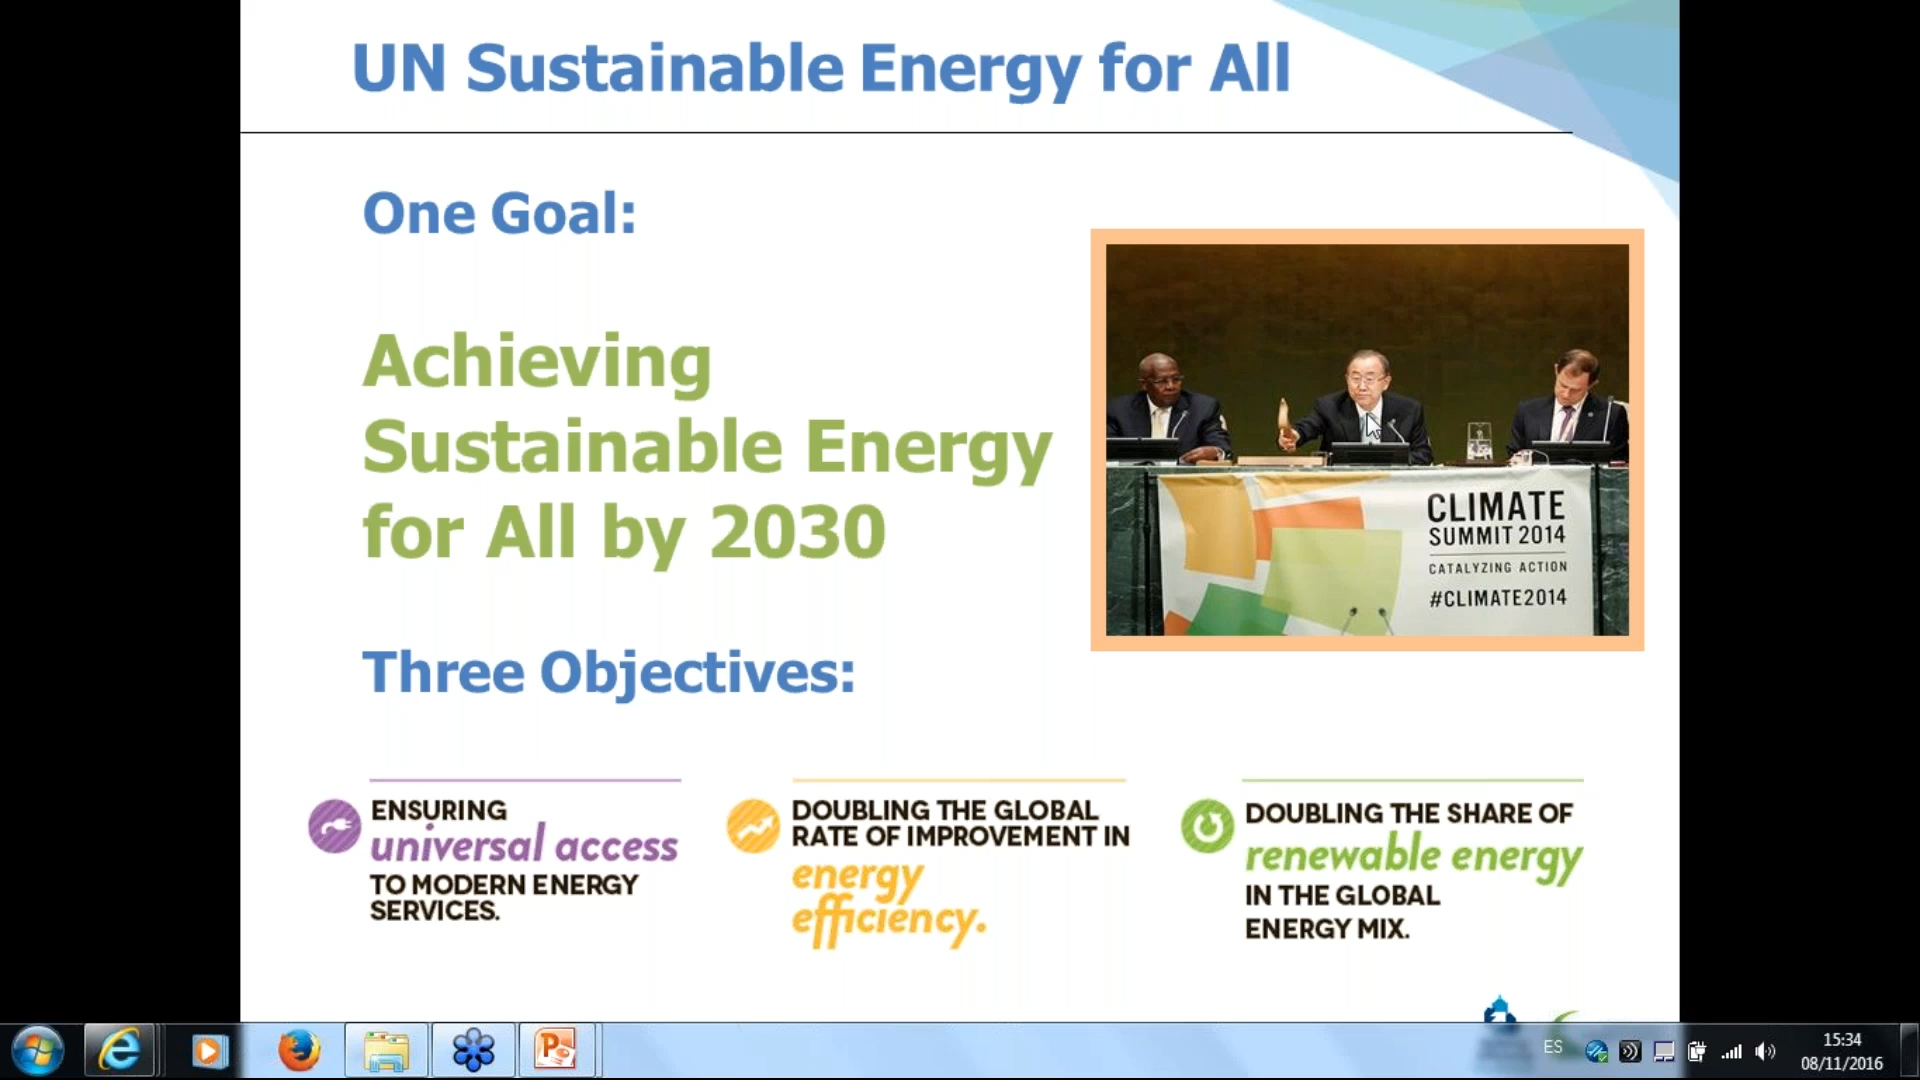 UN Sustainable Energy for All
One Goal:
Achieving
Sustainable Energy
for All by 2030
CLIMATE
SUMMIT 2014
CATALYZING ACTION
#CLIMATE2014
Three Objectives:
ENSURING
universal access
TO MODERN ENERGY
SERVICES.
DOUBLING THE GLOBAL
RATE OF IMPROVEMENT IN
energy
efficiency.
DOUBLING THE SHARE OF
renewable energy
IN THE GLOBAL
ENERGY MIX.
ES
15:34
08/11/2016